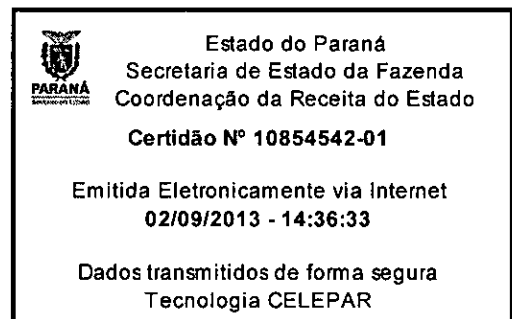 Estado do Paraná
Secretaria de Estado da Fazenda
PARANÁ
Coordenação da Receita do Estado
Certidão Nº 10854542-01
Emitida Eletronicamente via Internet
02/09/2013 - 14:36:33
Dados transmitidos de forma segura
Tecnologia CELEPAR